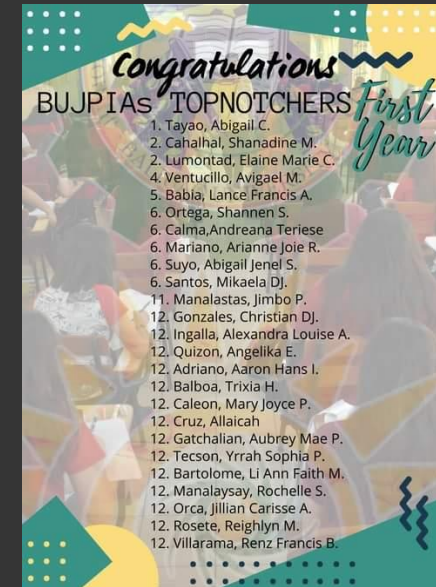 Congratulations
BUJPIAs TOPNOTCHERS
First
Year
1. Tayao, Abigail C.
2. Cahalhal, Shanadine M.
2. Lumontad, Elaine Marie C.
4. Ventucillo, Avigael M.
5. Babia, Lance Francis A.
6. Ortega, Shannen S.
6. Calma,Andreana Teriese
6. Mariano, Arianne Joie R.
6. Suyo, Abigail Jenel S.
6. Santos, Mikaela DJ.
11. Manalastas, Jimbo P.
12. Gonzales, Christian DJ.
12. Ingalla, Alexandra Louise A.
12. Quizon, Angelika E.
12. Adriano, Aaron Hans I.
12. Balboa, Trixia H.
12. Caleon, Mary Joyce P.
12. Cruz, Allaicah
12. Gatchalian, Aubrey Mae P.
12. Tecson, Yrrah Sophia P.
12. Bartolome, Li Ann Faith M.
12. Manalaysay, Rochelle S.
12. Orca, Jillian Carisse A.
12. Rosete, Reighlyn M.
12. Villarama, Renz Francis B.